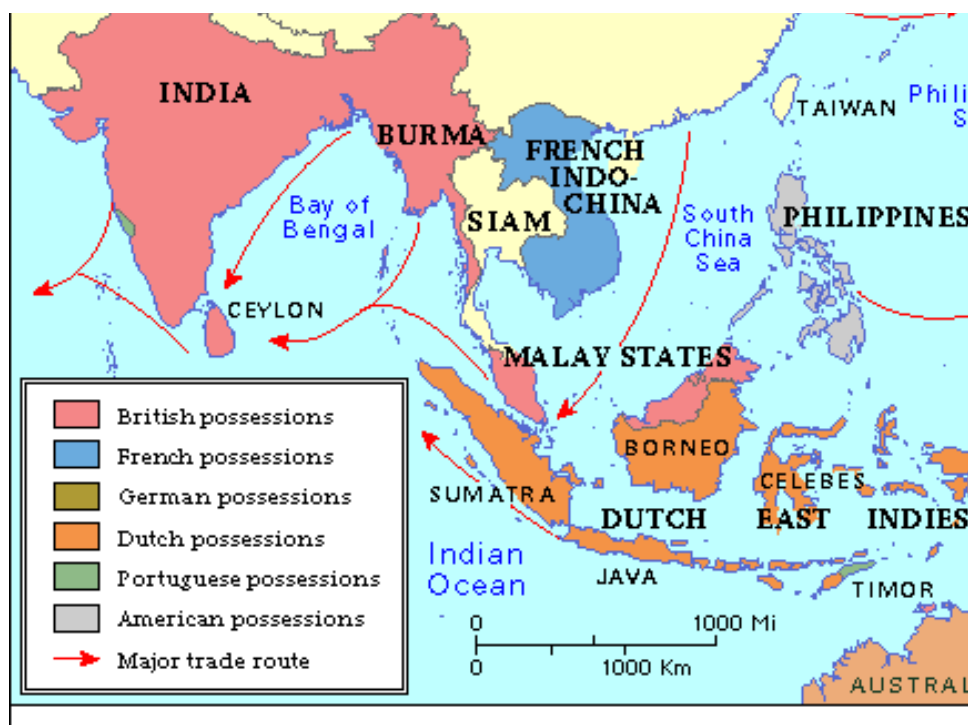 INDIA
TAIWAN
Phili
S
BURMA
FRENCH
INDO-
CHINA
Bay of
Bengal
SIAM
South
China
Sea
PHILIPPINES
CEYLON
MALAY STATES
British possessions
French possessions
German possessions
Dutch possessions
Portuguese possessions
American possessions
Major trade route
BORNEO
SUMATRA
CELEBES
DUTCH EAST INDIES
Indian
Ocean
JAVA
TIMOR
0 1000 Mi
0 1000 Km
AUSTRAL